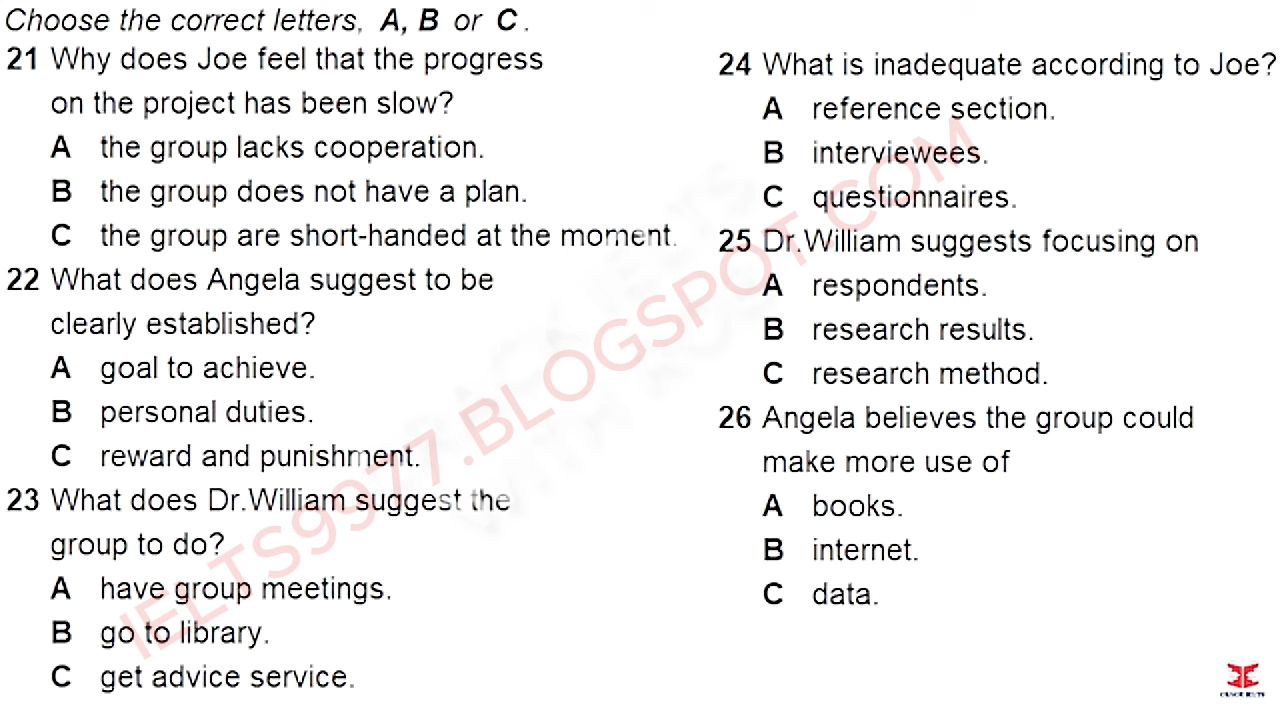 Choose the correct letters, A, B or C.
21 Why does Joe feel that the progress
on the project has been slow?
A the group lacks cooperation.
B the group does not have a plan.
C the group are short-handed at the moment.
22 What does Angela suggest to be
clearly established?
A goal to achieve.
B personal duties.
C reward and punishment.
23 What does Dr.William suggest the
group to do?
A have group meetings.
B go to library.
C get advice service.
24 What is inadequate according to Joe?
A reference section.
B interviewees.
C questionnaires.
25 Dr.William suggests focusing on
A respondents.
B research results.
C research method.
26 Angela believes the group could
make more use of
A books.
B internet.
C data.
IELTS9977.BLOGSPOT.COM